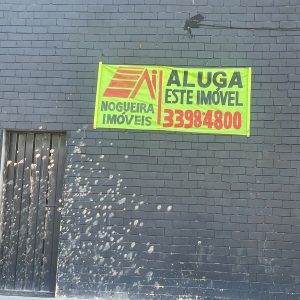 NOGUEIRA
IMÓVEIS
ALUGA
ESTE IMÓVEL
33984800